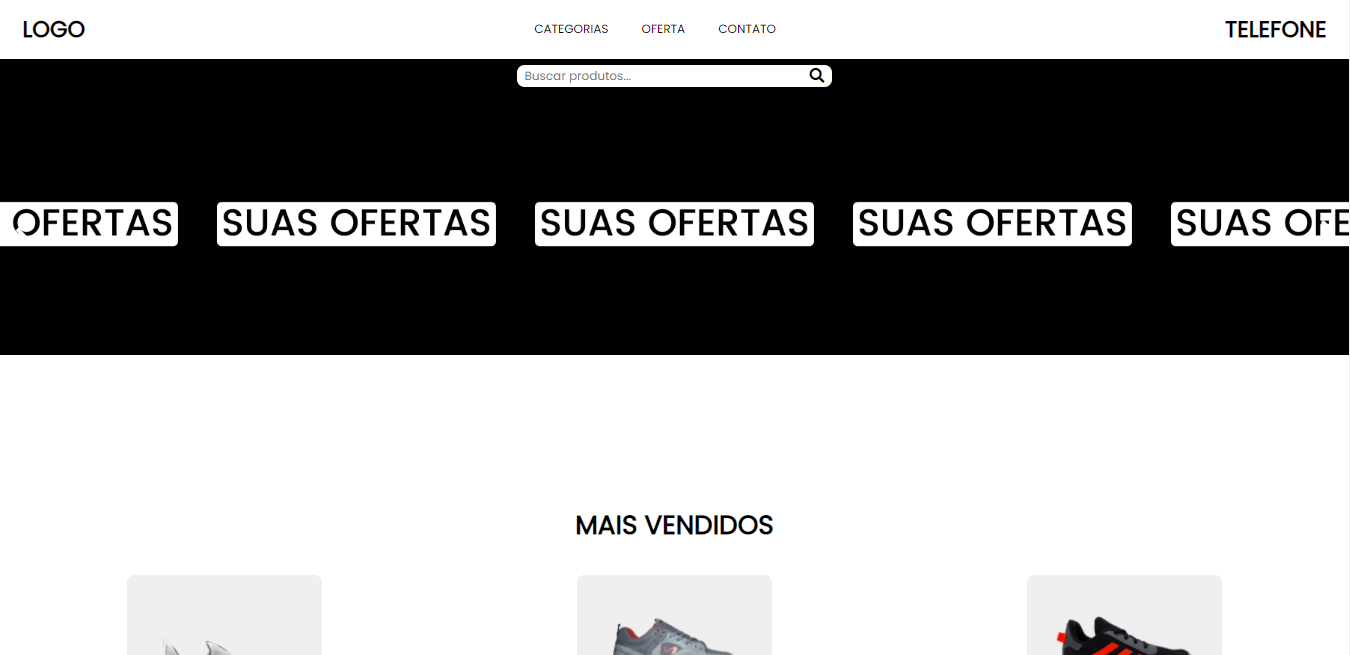 LOGO CATEGORIAS OFERTA CONTATO TELEFONE
Buscar produtos...
OFERTAS SUAS OFERTAS SUAS OFERTAS SUAS OFERTAS SUAS OFE
MAIS VENDIDOS